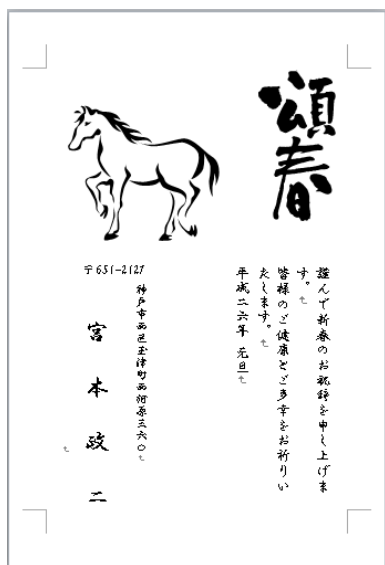 頌春
謹んで新春のお祝辞を申し上げま
す。
皆様のご健康とご多幸をお祈りい
たします。
平成二六年 元旦
〒651-2127
神戸市西区玉津町西河原三六〇
宮本政二